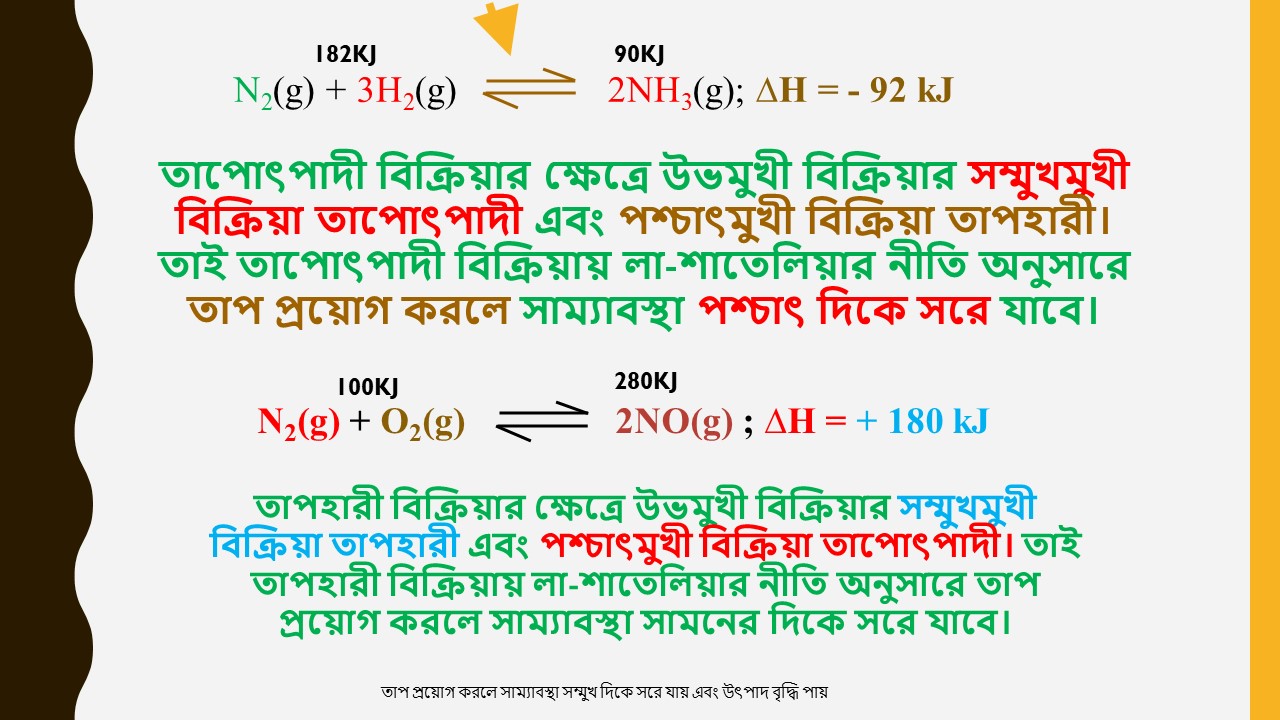 182KJ 90KJ
N₂(g) + 3H₂(g) ⇌ 2NH₃(g); ∆H = - 92 kJ
তাপোৎপাদী বিক্রিয়ার ক্ষেত্রে উভমুখী বিক্রিয়ার সম্মুখমুখী
বিক্রিয়া তাপোৎপাদী এবং পশ্চাৎমুখী বিক্রিয়া তাপহারী।
তাই তাপোৎপাদী বিক্রিয়ায় লা-শাতেলিয়ার নীতি অনুসারে
তাপ প্রয়োগ করলে সাম্যাবস্থা পশ্চাৎ দিকে সরে যাবে।
100KJ 280KJ
N₂(g) + O₂(g) ⇌ 2NO(g) ; ∆H = + 180 kJ
তাপহারী বিক্রিয়ার ক্ষেত্রে উভমুখী বিক্রিয়ার সম্মুখমুখী
বিক্রিয়া তাপহারী এবং পশ্চাৎমুখী বিক্রিয়া তাপোৎপাদী। তাই
তাপহারী বিক্রিয়ায় লা-শাতেলিয়ার নীতি অনুসারে তাপ
প্রয়োগ করলে সাম্যাবস্থা সামনের দিকে সরে যাবে।
তাপ প্রয়োগ করলে সাম্যাবস্থা সম্মুখ দিকে সরে যায় এবং উৎপাদ বৃদ্ধি পায়